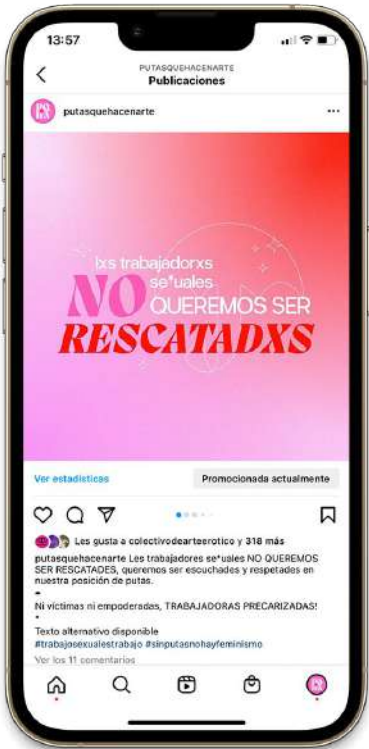 13:57
PUTASQUEHACENARTE
Publicaciones
putasquehacenarte
lxs trabajadorxs
se*uales
NO QUEREMOS SER
RESCATADXS
Ver estadísticas
Promocionada actualmente
Les gusta a colectivodearteerotico y 318 más
putasquehacenarte Les trabajadores se*uales NO QUEREMOS
SER RESCATADES, queremos ser escuchades y respetades en
nuestra posición de putas.
Ni víctimas ni empoderadas, TRABAJADORAS PRECARIZADAS!
Texto alternativo disponible
#trabajosexualestrabajo #sinputasnohayfeminismo
Ver los 11 comentarios